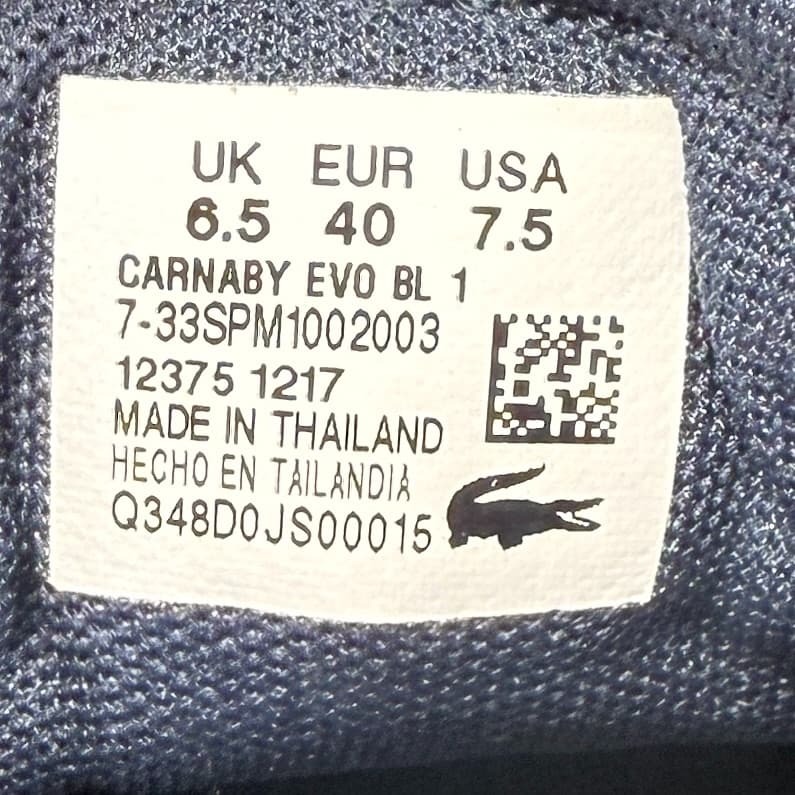 UK EUR USA
6.5 40 7.5
CARNABY EVO BL 1
7-33SPM1002003
12375 1217
MADE IN THAILAND
HECHO EN TAILANDIA
Q348D0JS00015